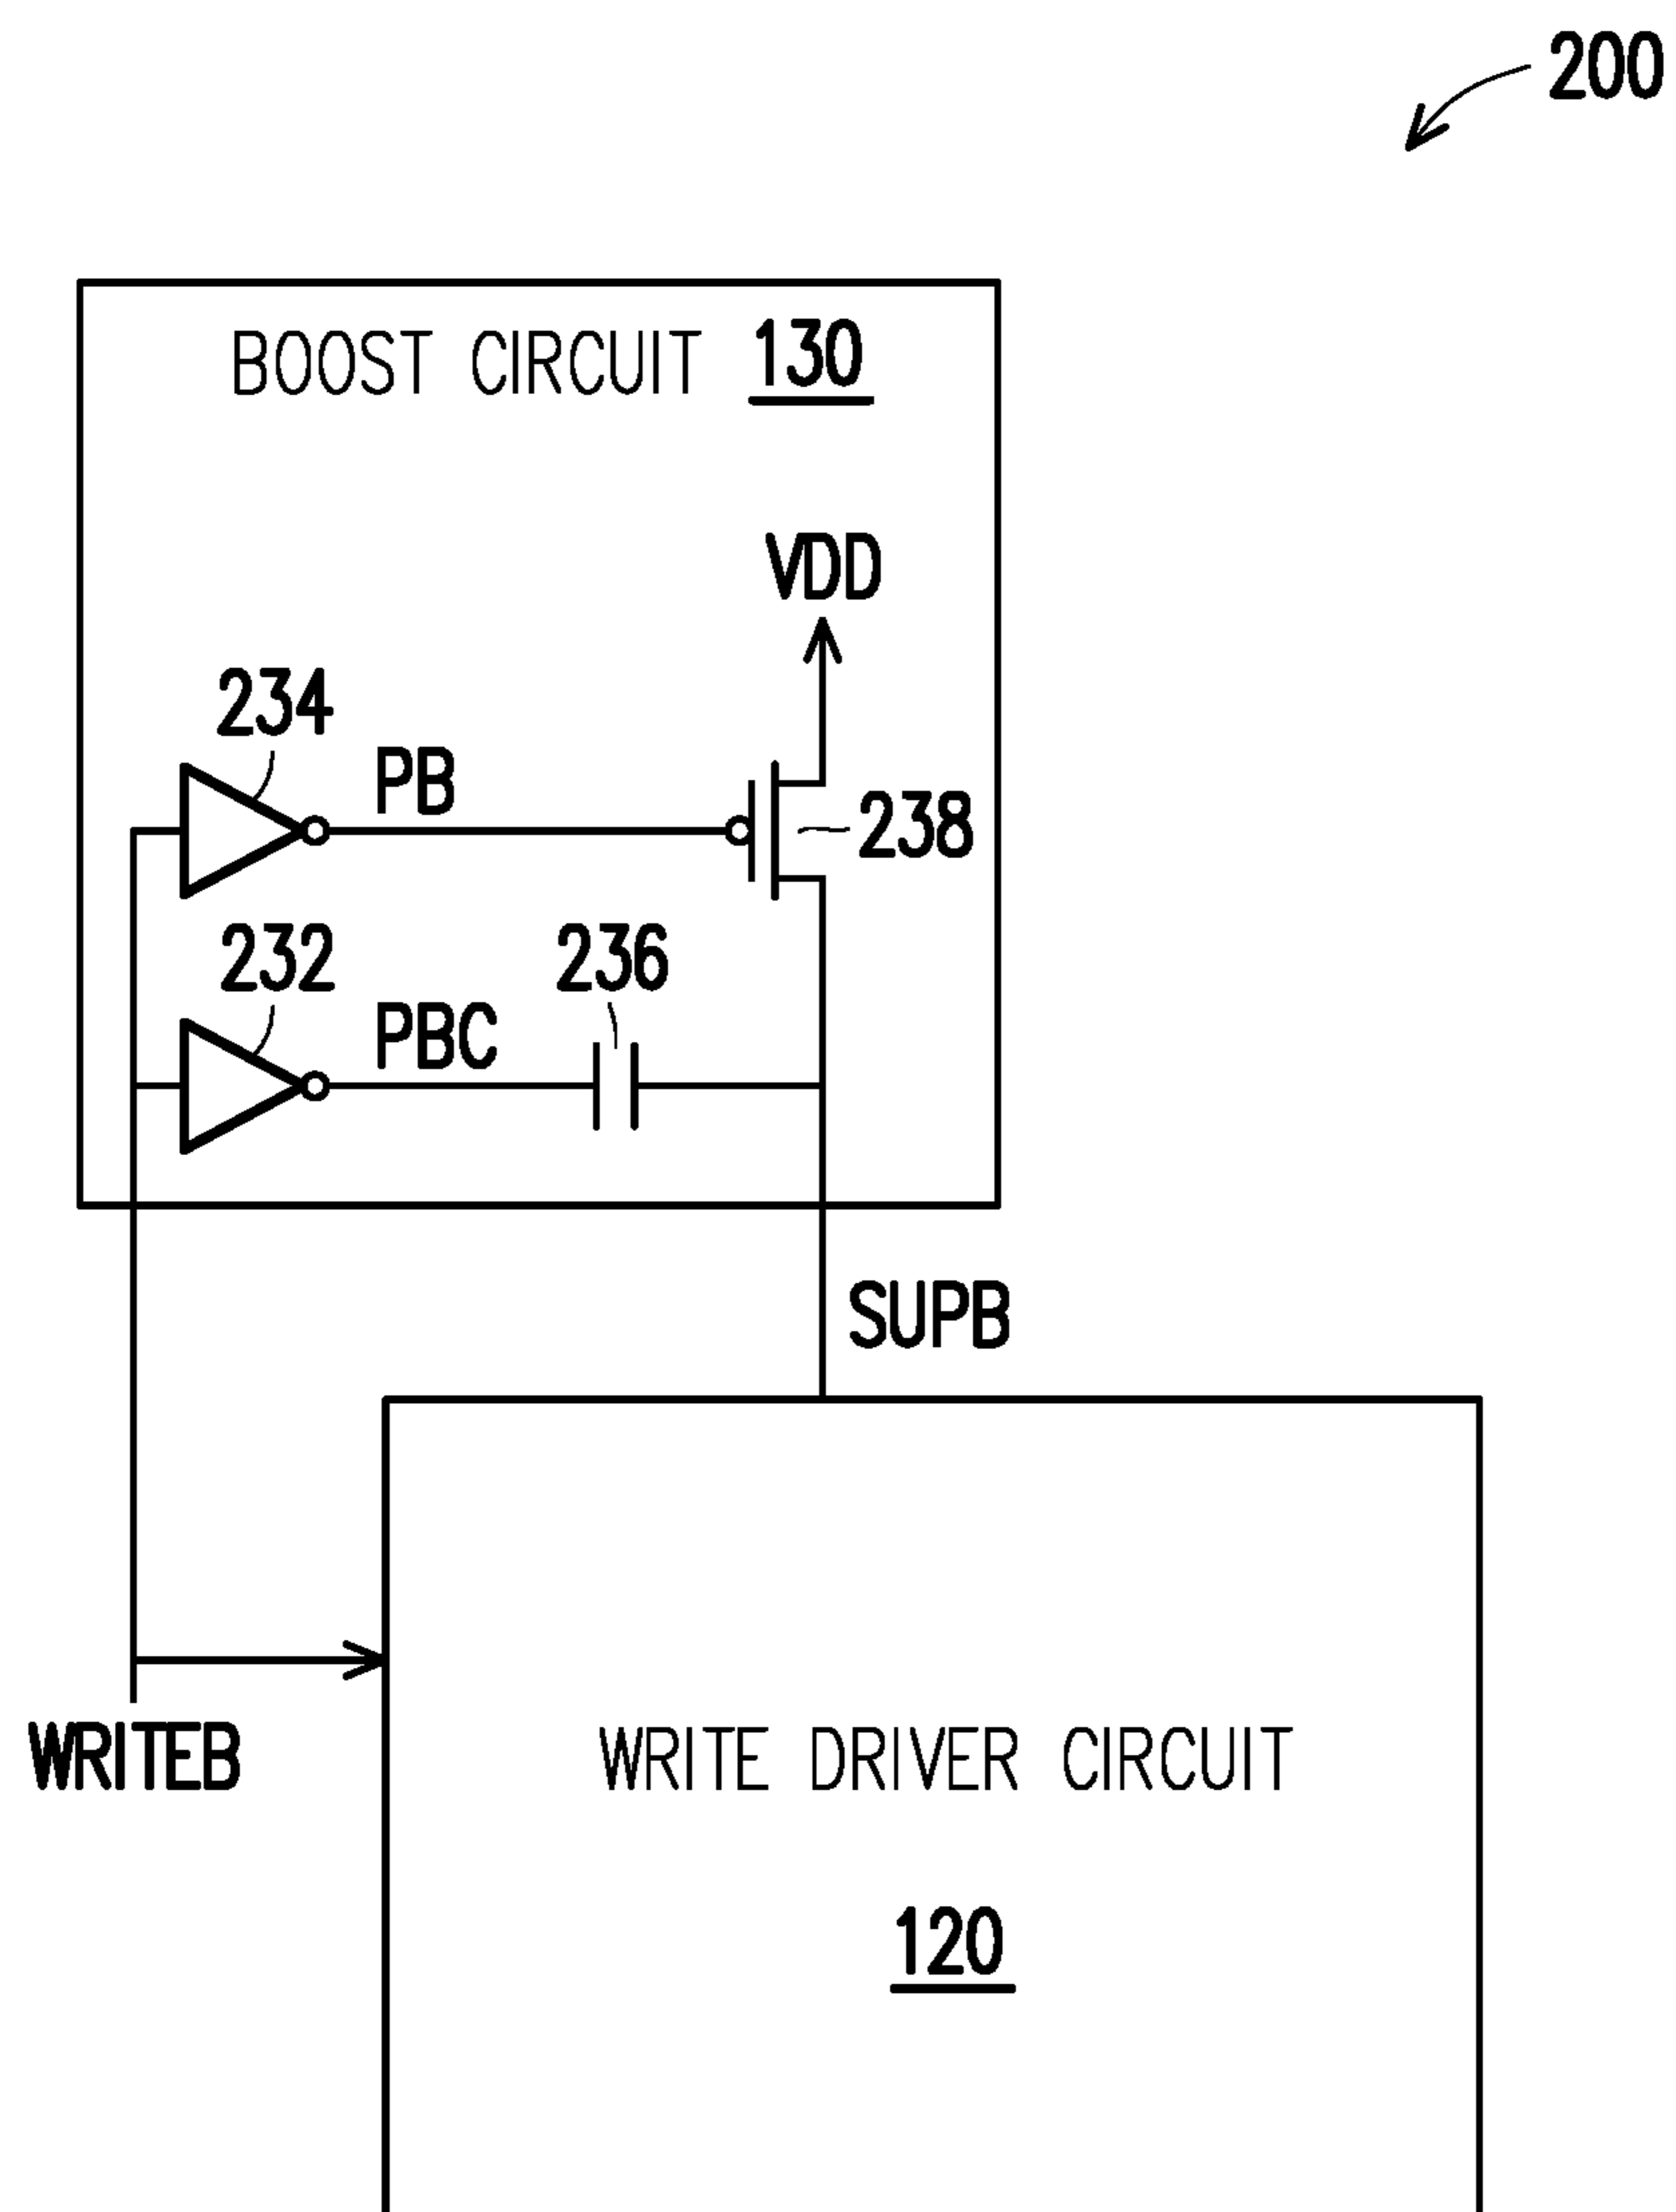 200
BOOST CIRCUIT 130
VDD
234
PB
238
232
236
PBC
SUPB
WRITEB
WRITE DRIVER CIRCUIT
120